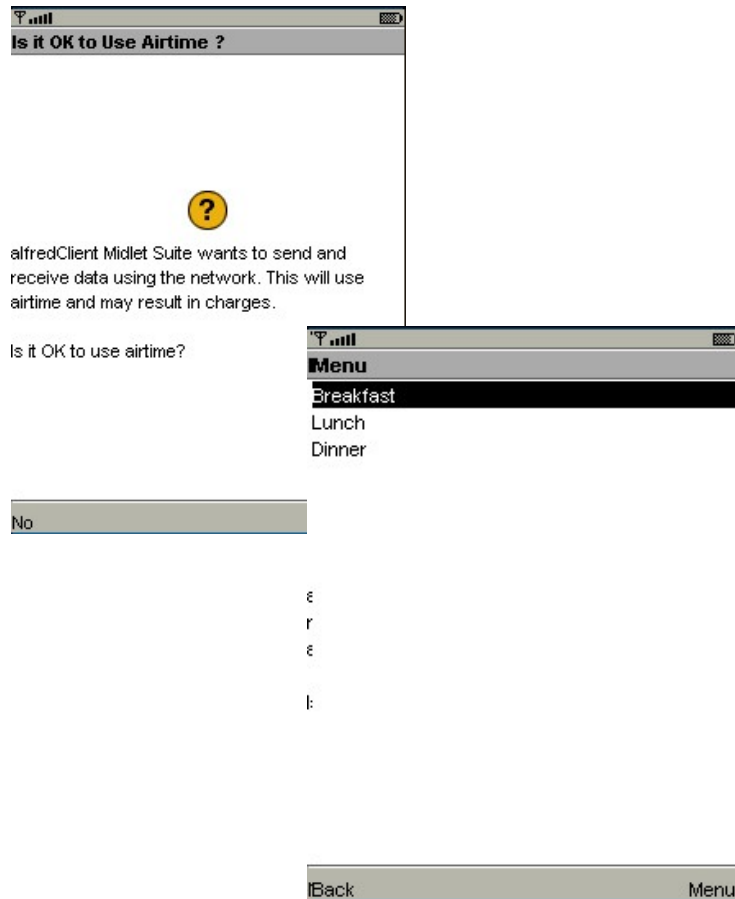 Is it OK to Use Airtime ?
alfredClient Midlet Suite wants to send and
receive data using the network. This will use
airtime and may result in charges.
Is it OK to use airtime?
No
Menu
Breakfast
Lunch
Dinner
Back
Menu